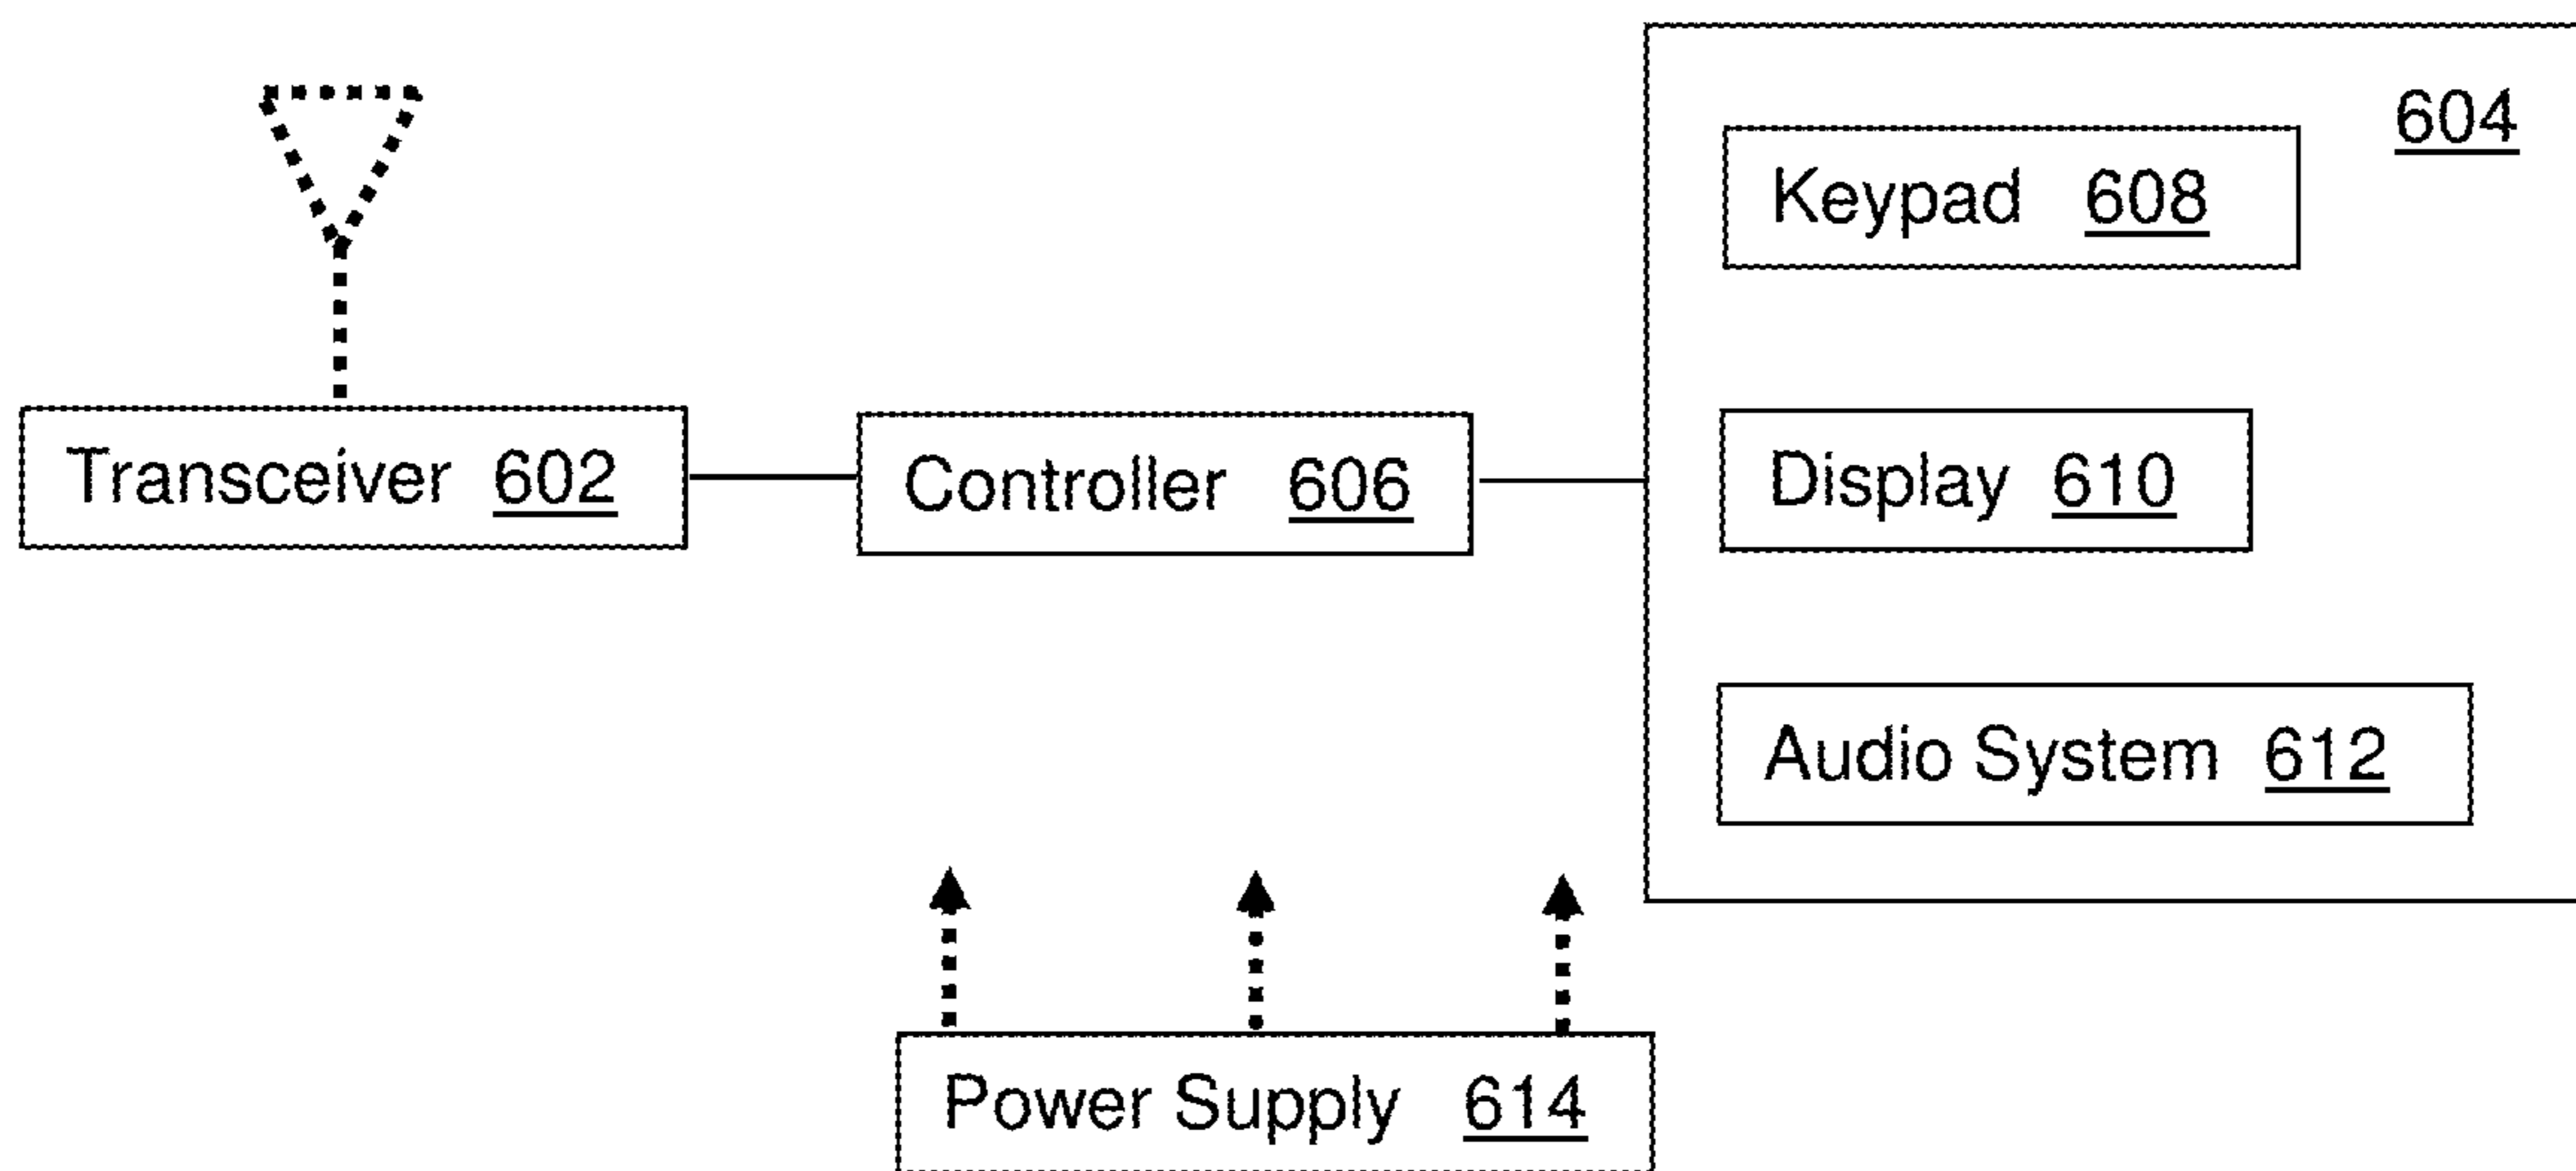 604
Keypad 608
Transceiver 602
Controller 606
Display 610
Audio System 612
Power Supply 614